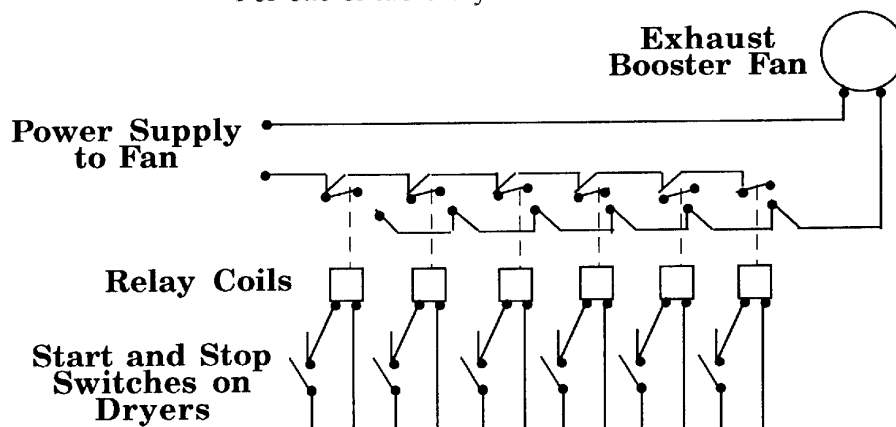 Exhaust
Booster Fan
Power Supply
to Fan
Relay Coils
Start and Stop
Switches on
Dryers